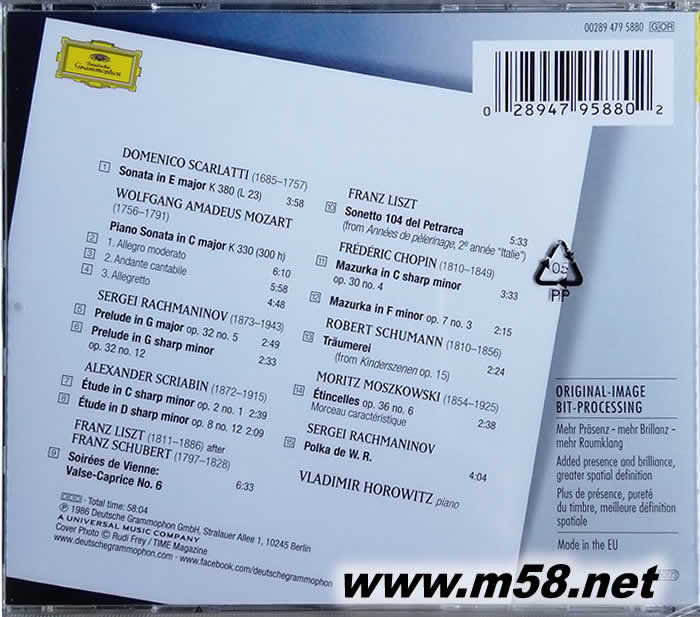 00289 479 5880 GOR
0 28947 95880 2
Deutsche
Grammophon
DOMENICO SCARLATTI (1685–1757)
1 Sonata in E major K 380 (L 23) 3:58
WOLFGANG AMADEUS MOZART
(1756–1791)
Piano Sonata in C major K 330 (300 h)
2 1. Allegro moderato 6:10
3 2. Andante cantabile 5:58
4 3. Allegretto 4:48
SERGEI RACHMANINOV (1873–1943)
5 Prelude in G major op. 32 no. 5 2:49
6 Prelude in G sharp minor
op. 32 no. 12 2:33
ALEXANDER SCRIABIN (1872–1915)
7 Étude in C sharp minor op. 2 no. 1 2:39
8 Étude in D sharp minor op. 8 no. 12 2:09
FRANZ LISZT (1811–1886) after
FRANZ SCHUBERT (1797–1828)
9 Soirées de Vienne:
Valse-Caprice No. 6 6:33
FRANZ LISZT
10 Sonetto 104 del Petrarca 5:33
(from Années de pèlerinage, 2e année "Italie")
FRÉDÉRIC CHOPIN (1810–1849)
11 Mazurka in C sharp minor
op. 30 no. 4 3:33
12 Mazurka in F minor op. 7 no. 3 2:15
ROBERT SCHUMANN (1810–1856)
13 Träumerei 2:24
(from Kinderszenen op. 15)
MORITZ MOSZKOWSKI (1854–1925)
14 Étincelles op. 36 no. 6 2:38
Morceau caractéristique
SERGEI RACHMANINOV
15 Polka de W. R. 4:04
VLADIMIR HOROWITZ piano
05
PP
ORIGINAL-IMAGE
BIT-PROCESSING
Mehr Präsenz - mehr Brillanz -
mehr Raumklang
Added presence and brilliance,
greater spatial definition
Plus de présence, pureté
du timbre, meilleure définition
spatiale
Made in the EU
DDD · Total time: 58:04
℗ 1986 Deutsche Grammophon GmbH, Stralauer Allee 1, 10245 Berlin
A UNIVERSAL MUSIC COMPANY
Cover Photo © Rudi Frey / TIME Magazine
www.deutschegrammophon.com · www.facebook.com/deutschegrammophon
www.m58.net